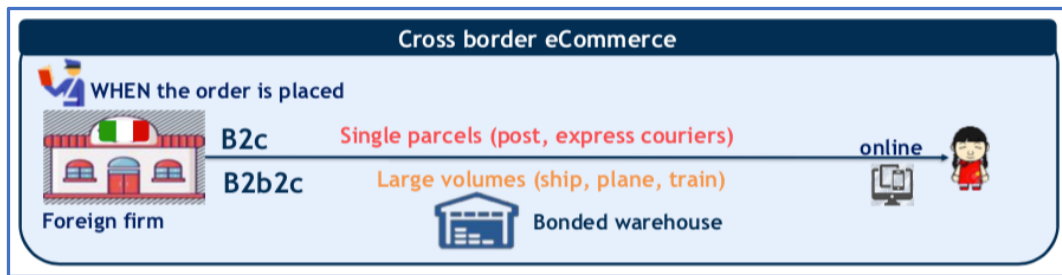 Cross border eCommerce
WHEN the order is placed
B2c
Single parcels (post, express couriers)
online
B2b2c
Large volumes (ship, plane, train)
Foreign firm
Bonded warehouse